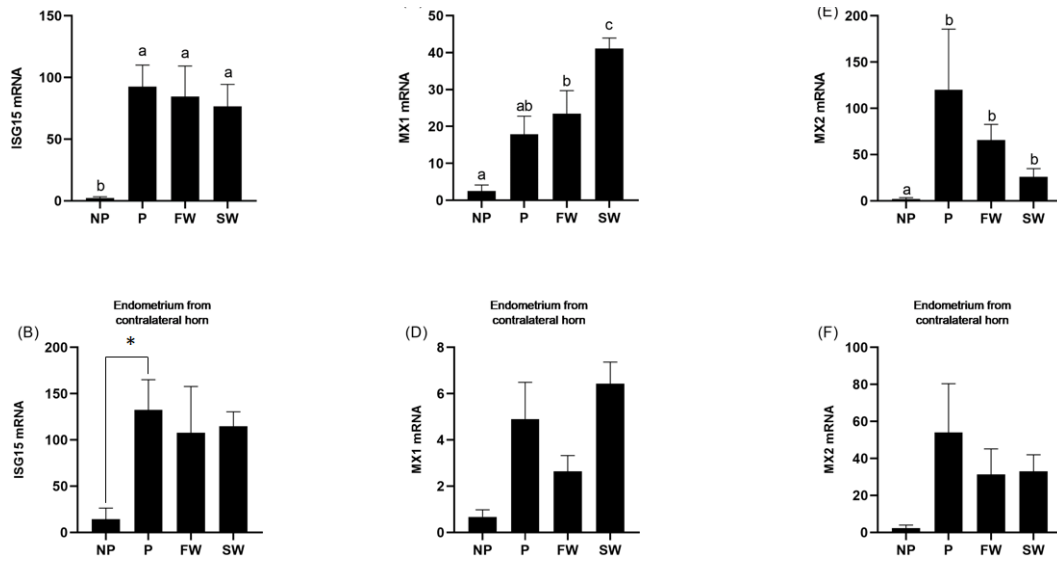 ISG15 mRNA
150
100
50
0
b
a
a
a
NP P FW SW
MX1 mRNA
50
40
30
20
10
0
a
ab
b
c
NP P FW SW
(E)
MX2 mRNA
200
150
100
50
0
a
b
b
b
NP P FW SW
(B)
Endometrium from
contralateral horn
ISG15 mRNA
200
150
100
50
0
*
NP P FW SW
(D)
Endometrium from
contralateral horn
MX1 mRNA
8
6
4
2
0
NP P FW SW
(F)
Endometrium from
contralateral horn
MX2 mRNA
100
80
60
40
20
0
NP P FW SW